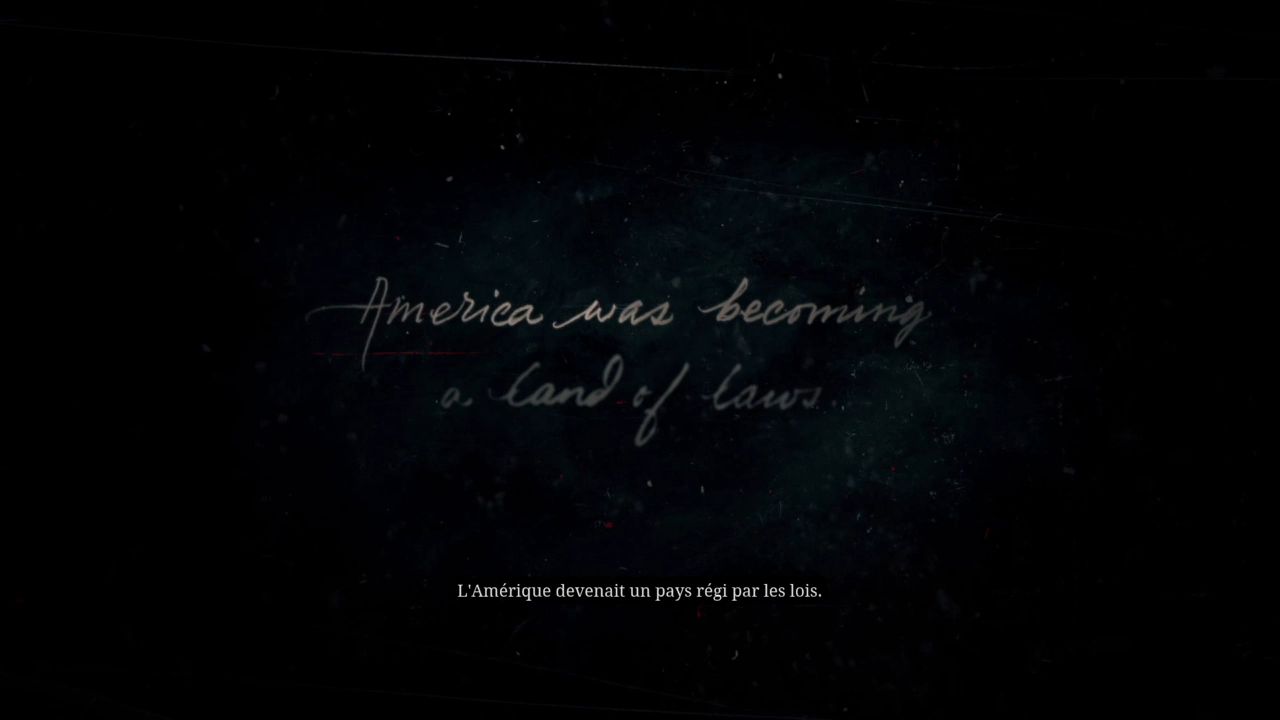 America was becoming
a land of laws.
L'Amérique devenait un pays régi par les lois.